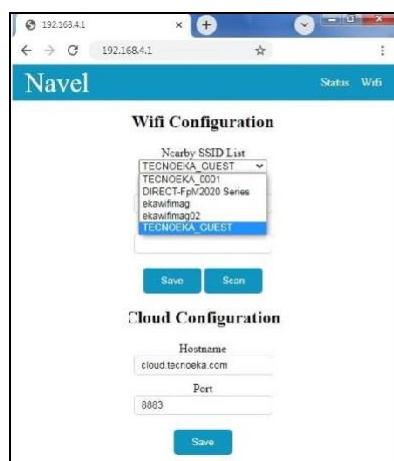 192.168.4.1
192.168.4.1
Navel
Status Wifi
Wifi Configuration
Nearby SSID List
TECNOEKA_GUEST
TECNOEKA_0001
DIRECT-FpM2020 Series
ekawifimag
ekawifimag02
TECNOEKA_GUEST
Save Scan
Cloud Configuration
Hostname
cloud.tecnoeka.com
Port
8883
Save